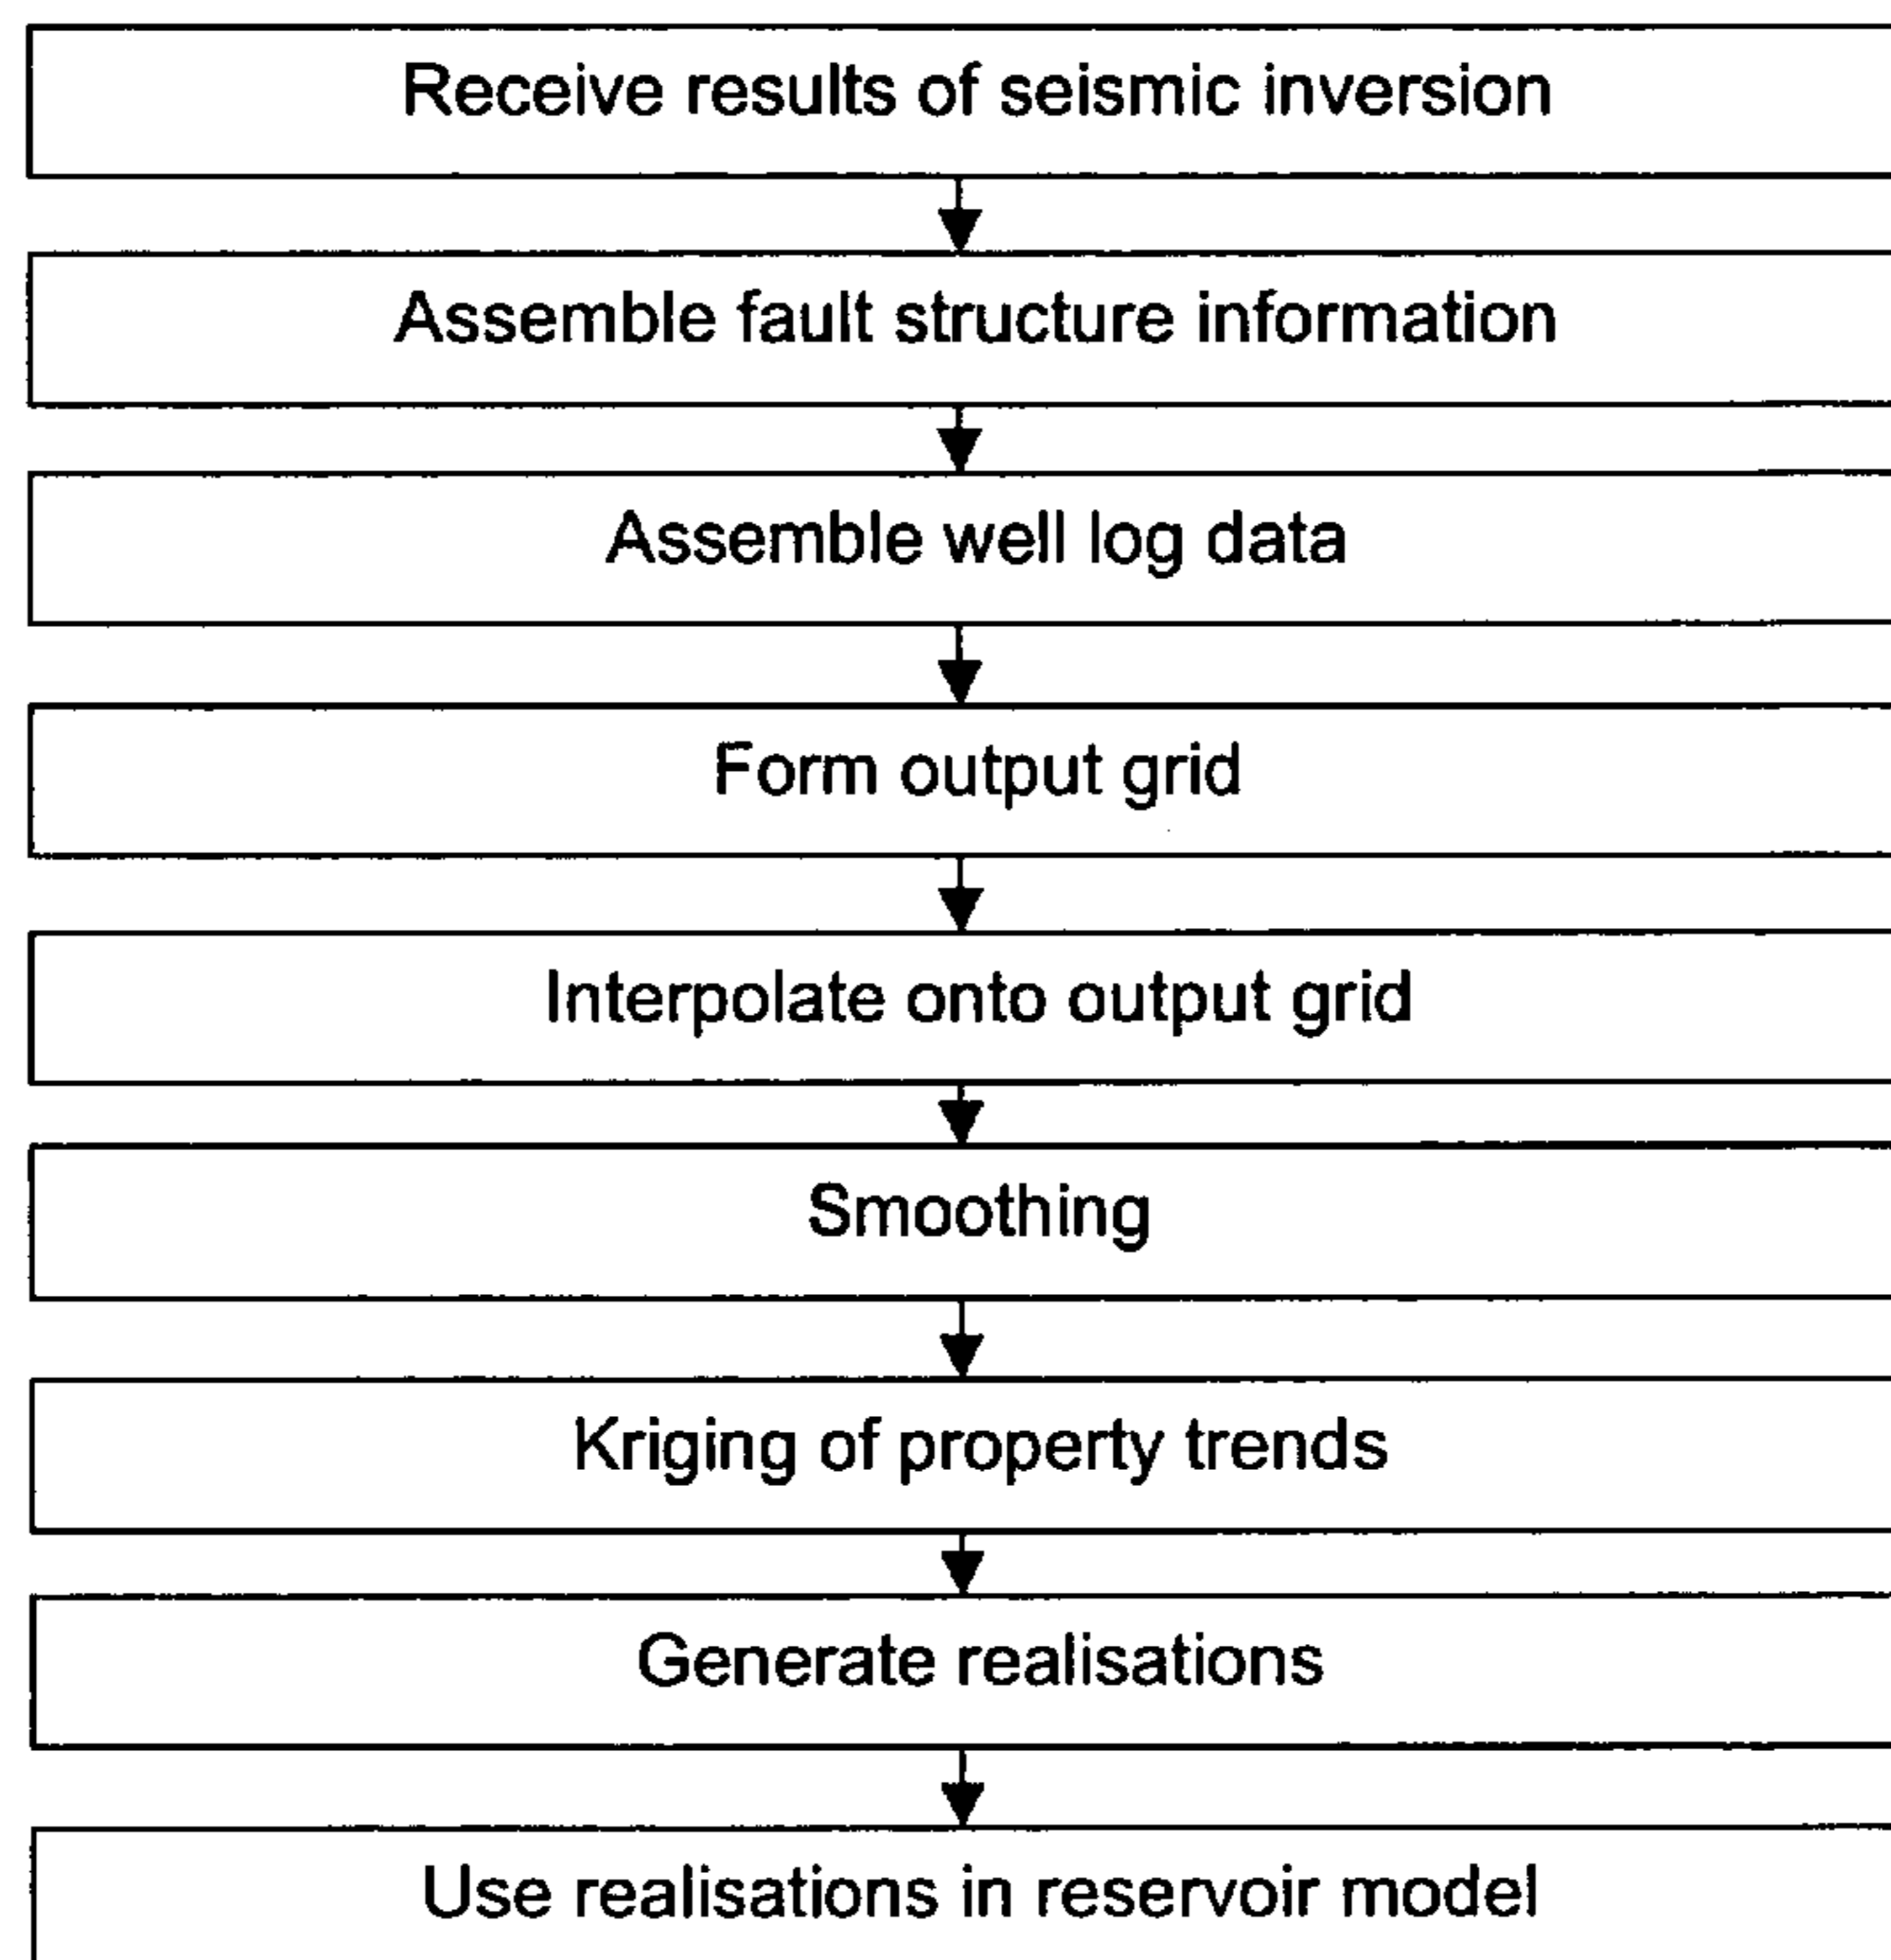 Receive results of seismic inversion
Assemble fault structure information
Assemble well log data
Form output grid
Interpolate onto output grid
Smoothing
Kriging of property trends
Generate realisations
Use realisations in reservoir model